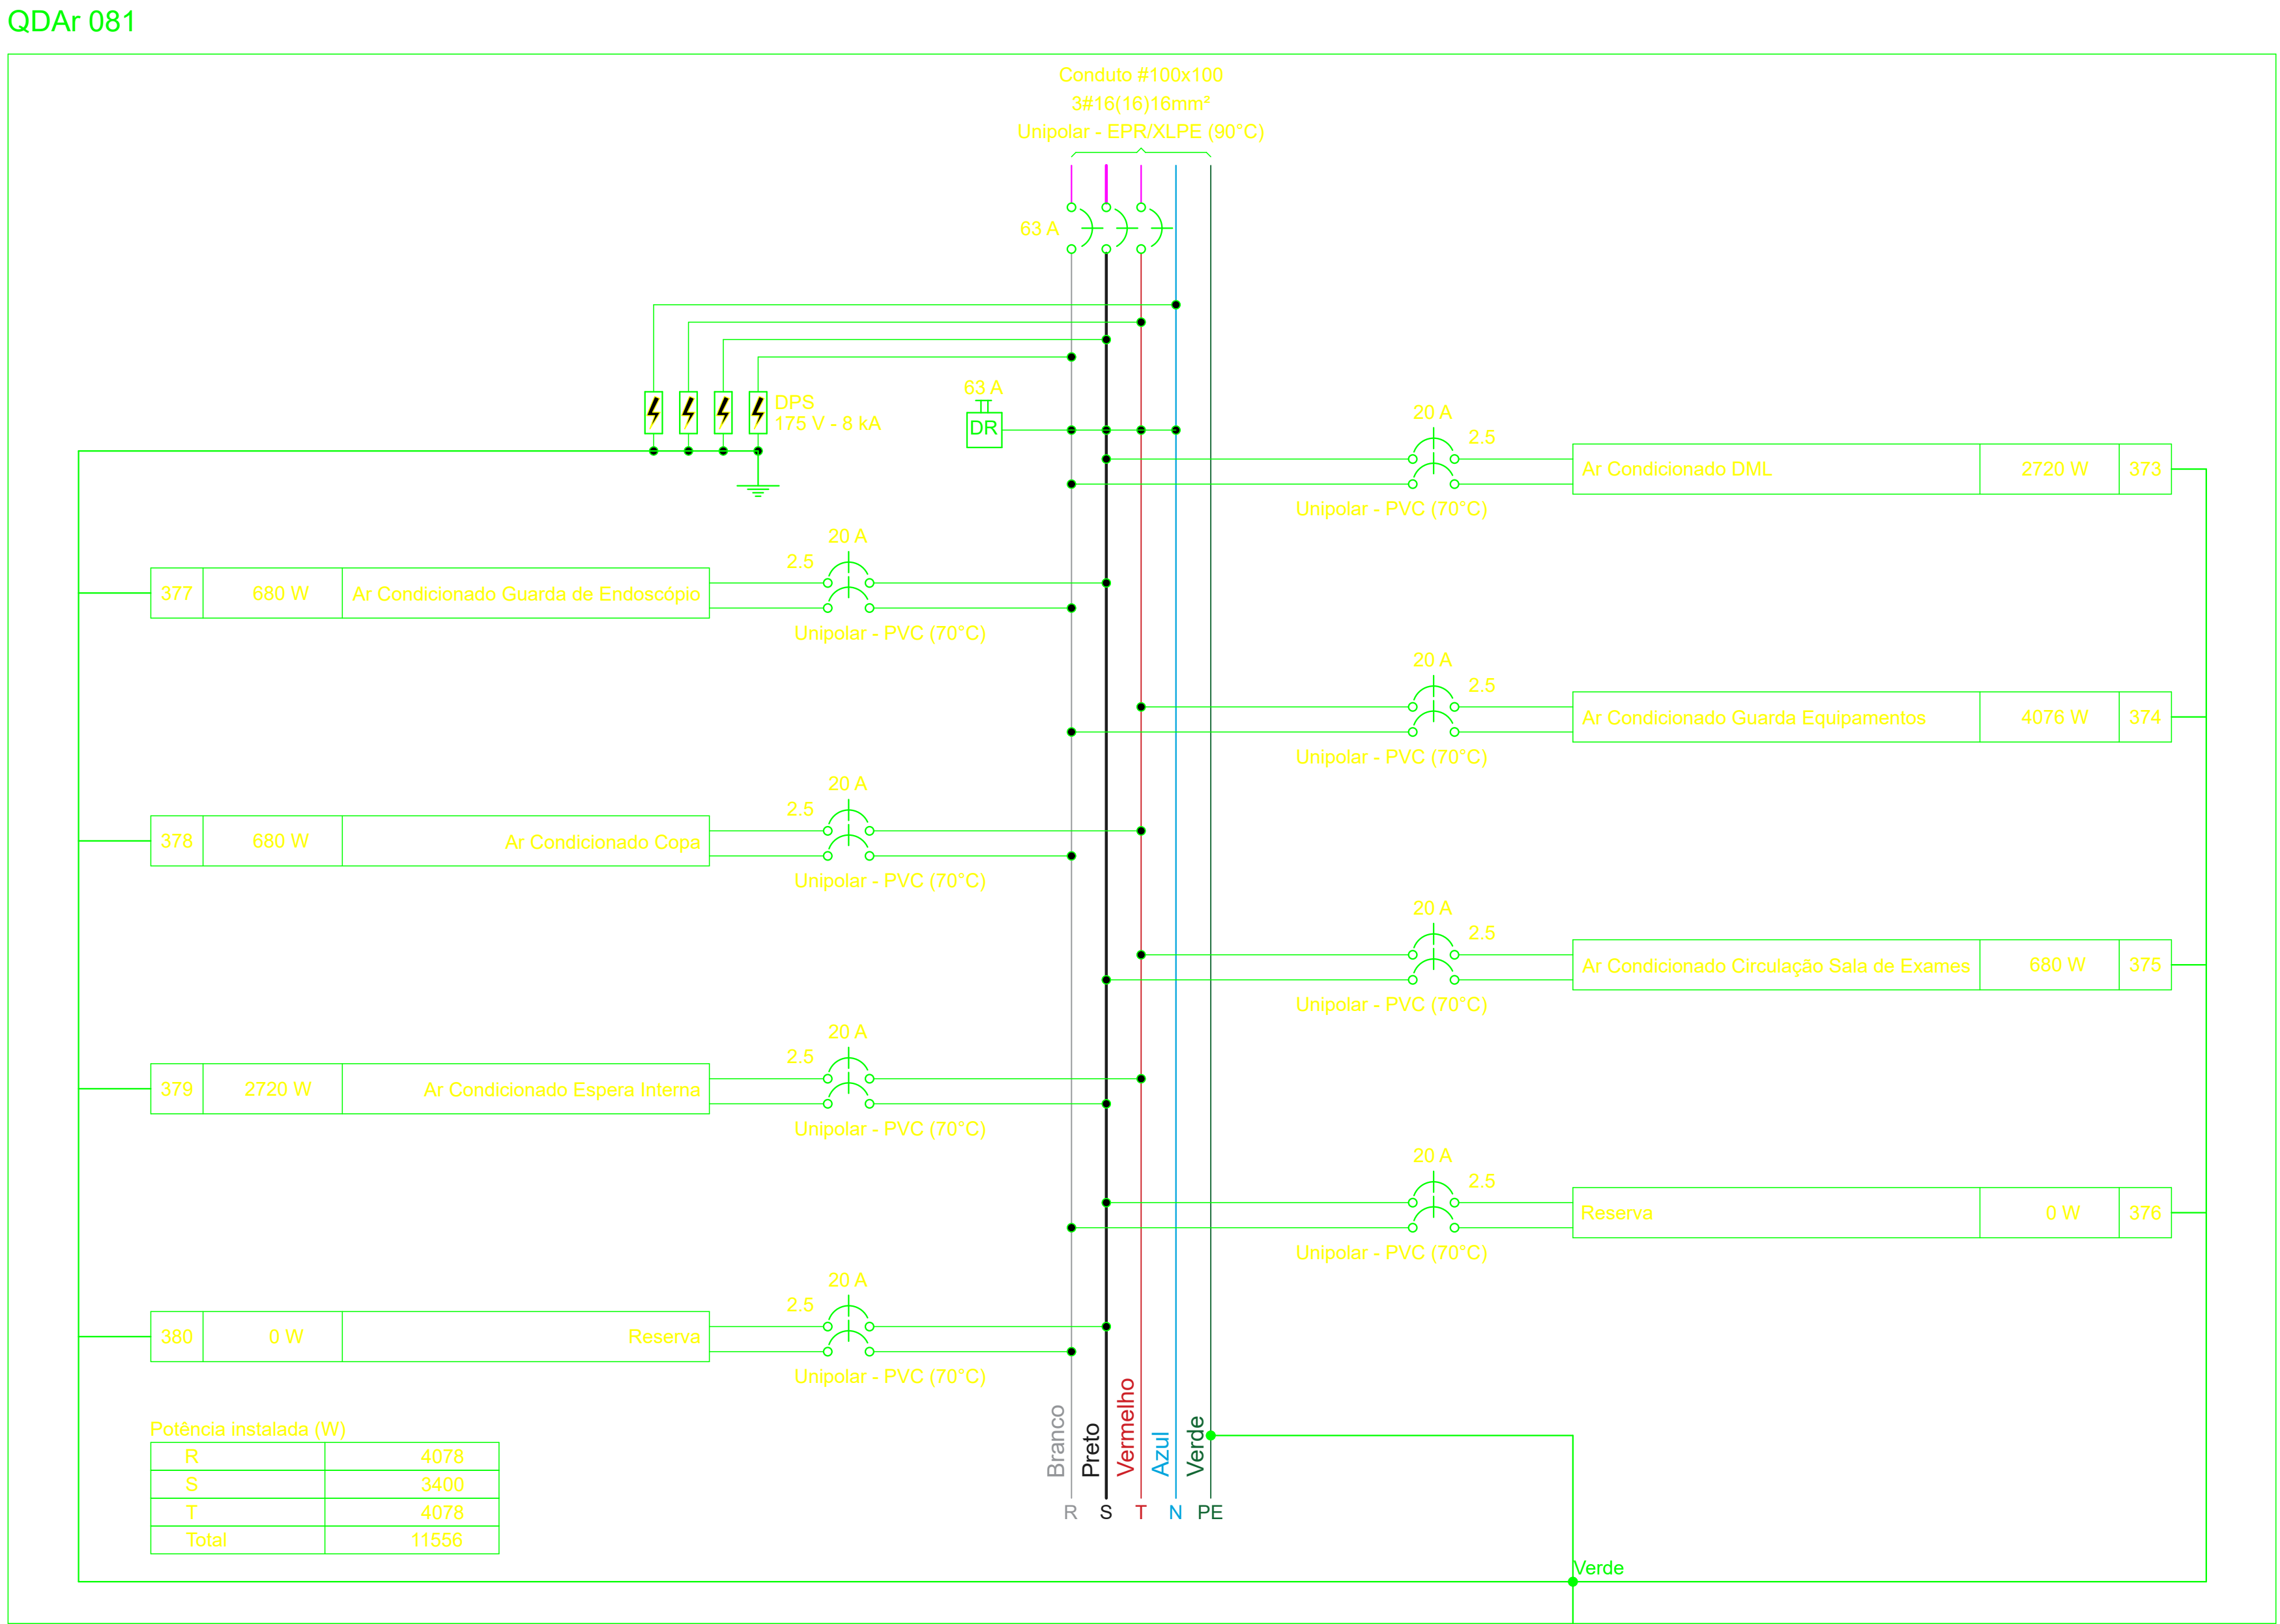 QDAr 081
Conduto #100x100
3#16(16)16mm²
Unipolar - EPR/XLPE (90°C)
63 A
DPS
175 V - 8 kA
63 A
DR
20 A
2.5
Ar Condicionado DML 2720 W 373
Unipolar - PVC (70°C)
20 A
2.5
377 680 W Ar Condicionado Guarda de Endoscópio
Unipolar - PVC (70°C)
20 A
2.5
Ar Condicionado Guarda Equipamentos 4076 W 374
Unipolar - PVC (70°C)
20 A
2.5
378 680 W Ar Condicionado Copa
Unipolar - PVC (70°C)
20 A
2.5
Ar Condicionado Circulação Sala de Exames 680 W 375
Unipolar - PVC (70°C)
20 A
2.5
379 2720 W Ar Condicionado Espera Interna
Unipolar - PVC (70°C)
20 A
2.5
Reserva 0 W 376
Unipolar - PVC (70°C)
20 A
2.5
380 0 W Reserva
Unipolar - PVC (70°C)
Branco
Preto
Vermelho
Azul
Verde
R S T N PE
Potência instalada (W)
R 4078
S 3400
T 4078
Total 11556
Verde